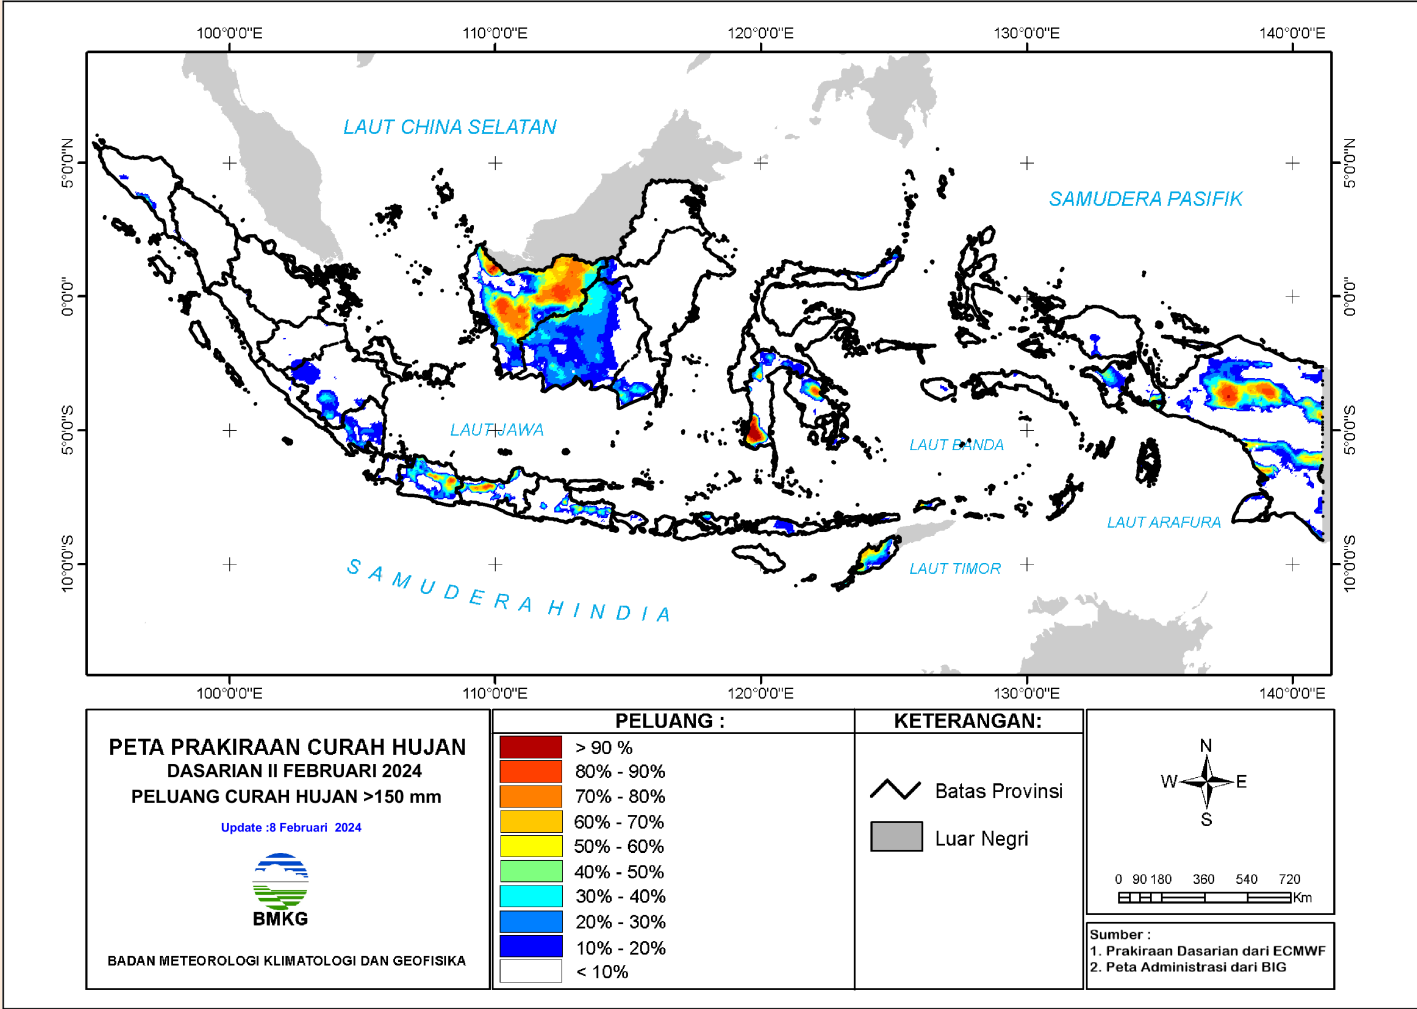 100°0'0"E 110°0'0"E 120°0'0"E 130°0'0"E 140°0'0"E
LAUT CHINA SELATAN
5°0'0"N
5°0'0"N
SAMUDERA PASIFIK
0°0'0"
0°0'0"
LAUT JAWA
5°0'0"S
5°0'0"S
LAUT BANDA
LAUT ARAFURA
10°0'0"S
10°0'0"S
LAUT TIMOR
SAMUDERA HINDIA
100°0'0"E 110°0'0"E 120°0'0"E 130°0'0"E 140°0'0"E
PETA PRAKIRAAN CURAH HUJAN
DASARIAN II FEBRUARI 2024
PELUANG CURAH HUJAN >150 mm
Update :8 Februari 2024
BMKG
BADAN METEOROLOGI KLIMATOLOGI DAN GEOFISIKA
PELUANG :
> 90 %
80% - 90%
70% - 80%
60% - 70%
50% - 60%
40% - 50%
30% - 40%
20% - 30%
10% - 20%
< 10%
KETERANGAN:
Batas Provinsi
Luar Negri
N
W E
S
0 90 180 360 540 720
Km
Sumber :
1. Prakiraan Dasarian dari ECMWF
2. Peta Administrasi dari BIG